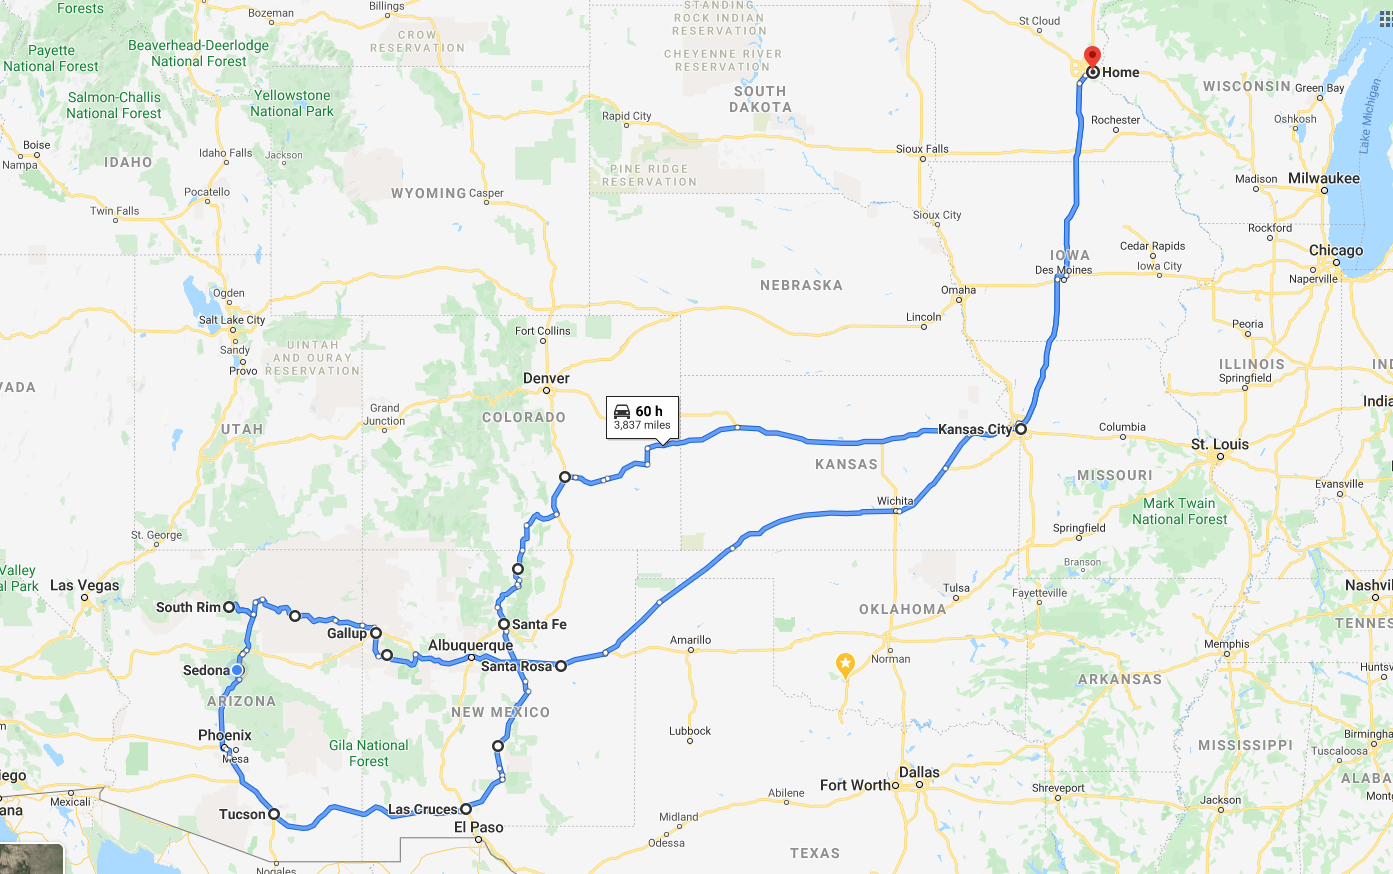 Forests
Bozeman
Billings
STANDING
ROCK INDIAN
RESERVATION
St Cloud
CROW
RESERVATION
Payette
National Forest
Beaverhead-Deerlodge
National Forest
CHEYENNE RIVER
RESERVATION
Home
WISCONSIN
Green Bay
Salmon-Challis
National Forest
Yellowstone
National Park
SOUTH
DAKOTA
Rapid City
Rochester
Oshkosh
Lake Michigan
Boise
Nampa
IDAHO
Idaho Falls
Jackson
Sioux Falls
PINE RIDGE
RESERVATION
Madison
Milwaukee
Pocatello
WYOMING
Casper
Twin Falls
Sioux City
Rockford
IOWA
Cedar Rapids
Chicago
Des Moines
Iowa City
Naperville
Ogden
NEBRASKA
Omaha
Salt Lake City
Fort Collins
Lincoln
Peoria
Sandy
Provo
UINTAH
AND OURAY
RESERVATION
ILLINOIS
IND
Springfield
VADA
Denver
Grand
Junction
COLORADO
60 h
3,837 miles
India
UTAH
Kansas City
Columbia
St. Louis
KANSAS
MISSOURI
Evansville
Wichita
Mark Twain
National Forest
St. George
Springfield
Valley
al Park
Las Vegas
Branson
Tulsa
Fayetteville
Nashvi
South Rim
Gallup
Santa Fe
OKLAHOMA
TENNES
Albuquerque
Amarillo
Memphis
Sedona
Santa Rosa
Norman
Huntsv
ARKANSAS
ARIZONA
NEW MEXICO
Phoenix
Mesa
Gila National
Forest
Lubbock
MISSISSIPPI
Birming
Tuscaloosa
iego
Dallas
ALABA
Mexicali
Fort Worth
Abilene
Shreveport
Jackson
Montg
ana
Tucson
Las Cruces
El Paso
Midland
Odessa
TEXAS
Nogales